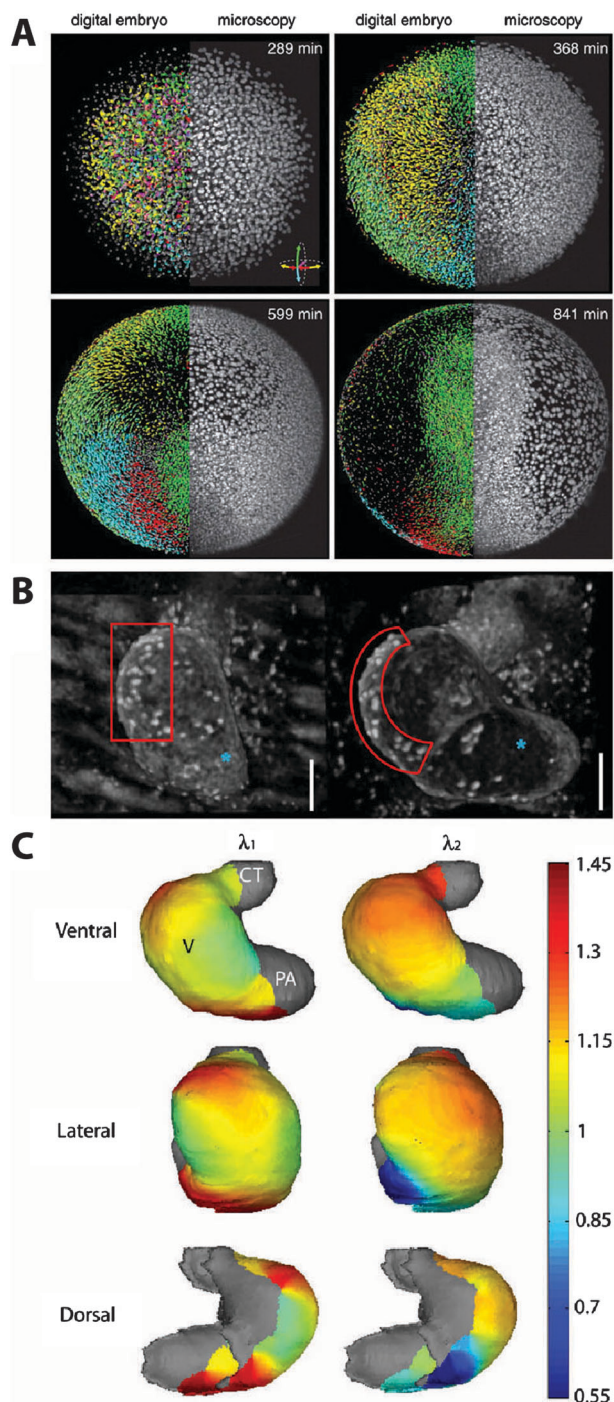 A
digital embryo microscopy digital embryo microscopy
289 min 368 min
599 min 841 min
B
* *
C
λ1 λ2
Ventral
CT
V
PA
Lateral
Dorsal
1.45
1.3
1.15
1
0.85
0.7
0.55